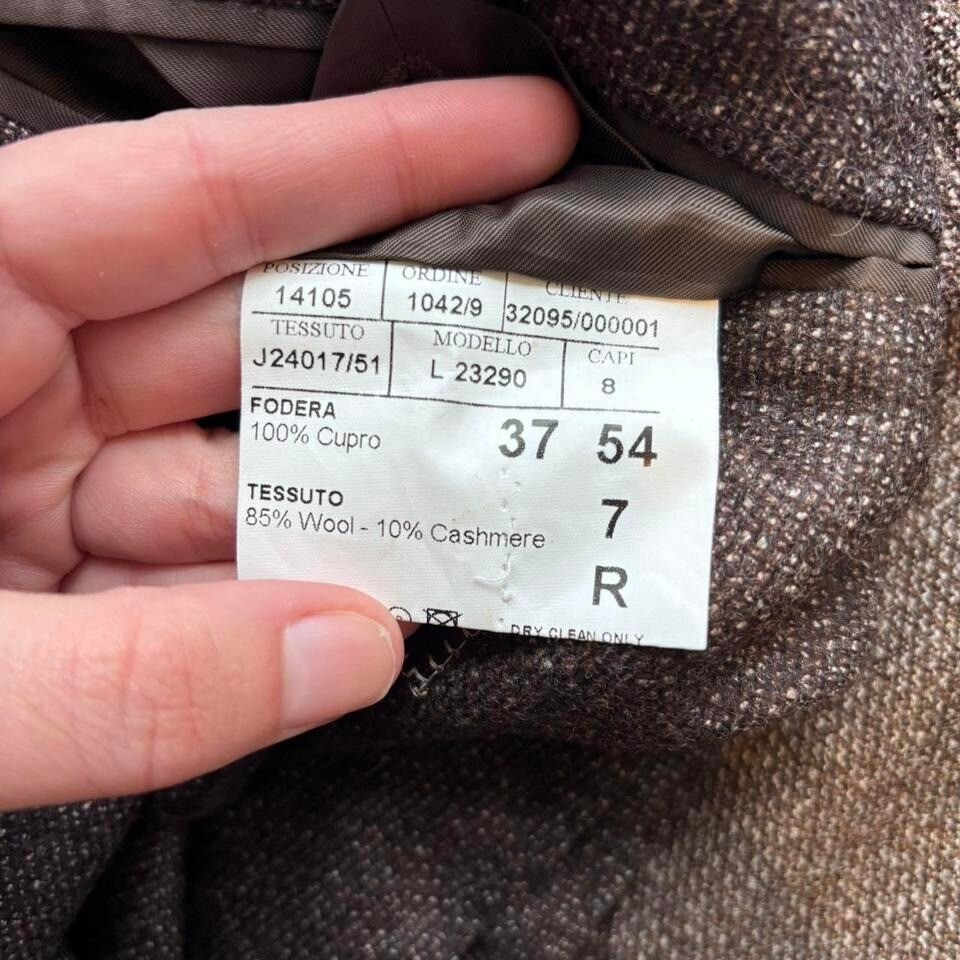 POSIZIONE ORDINE CLIENTE
14105 1042/9 32095/000001
TESSUTO MODELLO CAPI
J24017/51 L 23290 8
FODERA
100% Cupro
37 54
TESSUTO
85% Wool - 10% Cashmere
7
R
DRY CLEAN ONLY